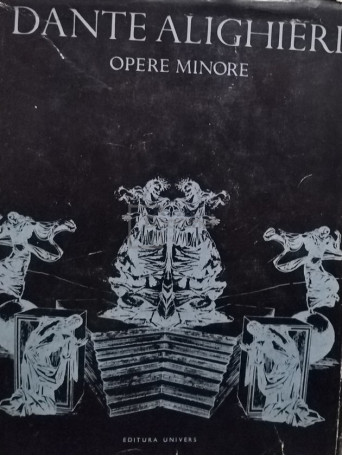 DANTE ALIGHIERI
OPERE MINORE
EDITURA UNIVERS